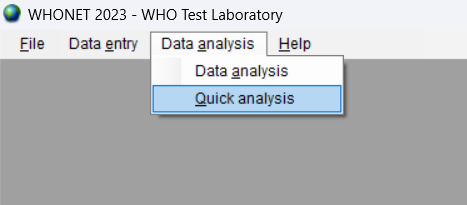 WHONET 2023 - WHO Test Laboratory
File Data entry Data analysis Help
Data analysis
Quick analysis